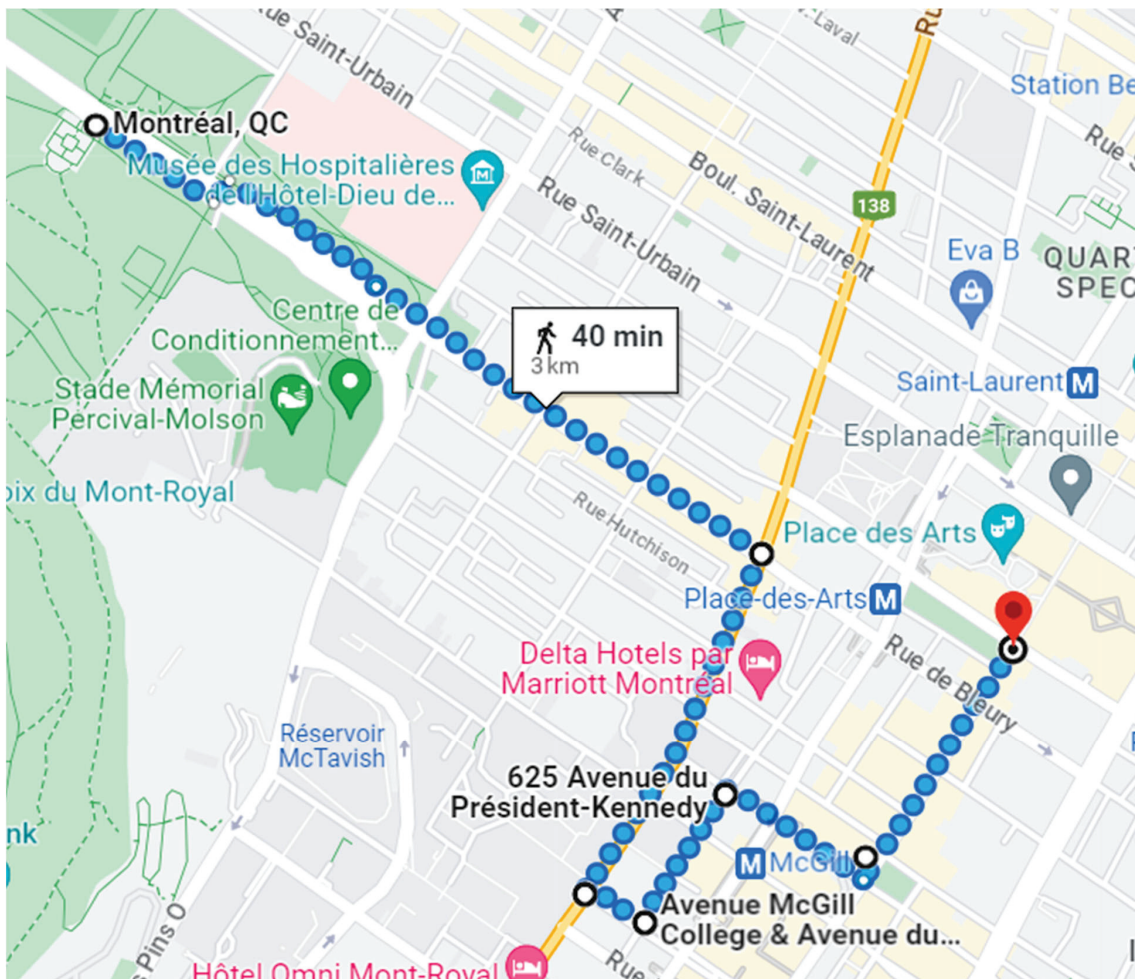 Ru
Laval
Rue Saint-Urbain
Station Be
Montréal, QC
Rue S
Musée des Hospitalières
de l'Hôtel-Dieu de...
Rue Clark
Boul. Saint-Laurent
Rue Saint-Urbain
138
Eva B
QUAR
SPEC
Centre de
Conditionnement...
40 min
3 km
Stade Mémorial
Percival-Molson
Saint-Laurent M
Esplanade Tranquille
oix du Mont-Royal
Rue Hutchison
Place des Arts
Place-des-Arts M
Delta Hotels par
Marriott Montréal
Rue de Bleury
Réservoir
McTavish
625 Avenue du
Président-Kennedy
nk
M McGill
Avenue McGill
College & Avenue du...
s Pins O
Hôtel Omni Mont-Royal
Rue